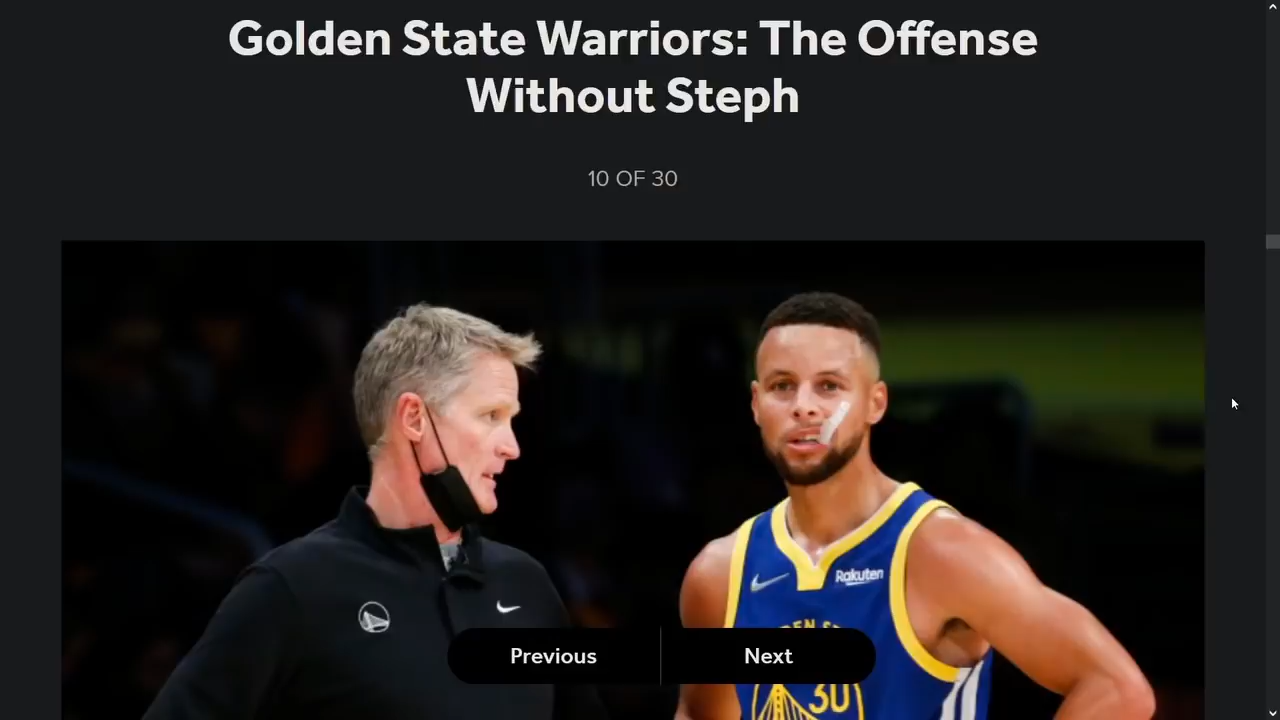 Golden State Warriors: The Offense
Without Steph
10 OF 30
Rakuten
30
Previous
Next